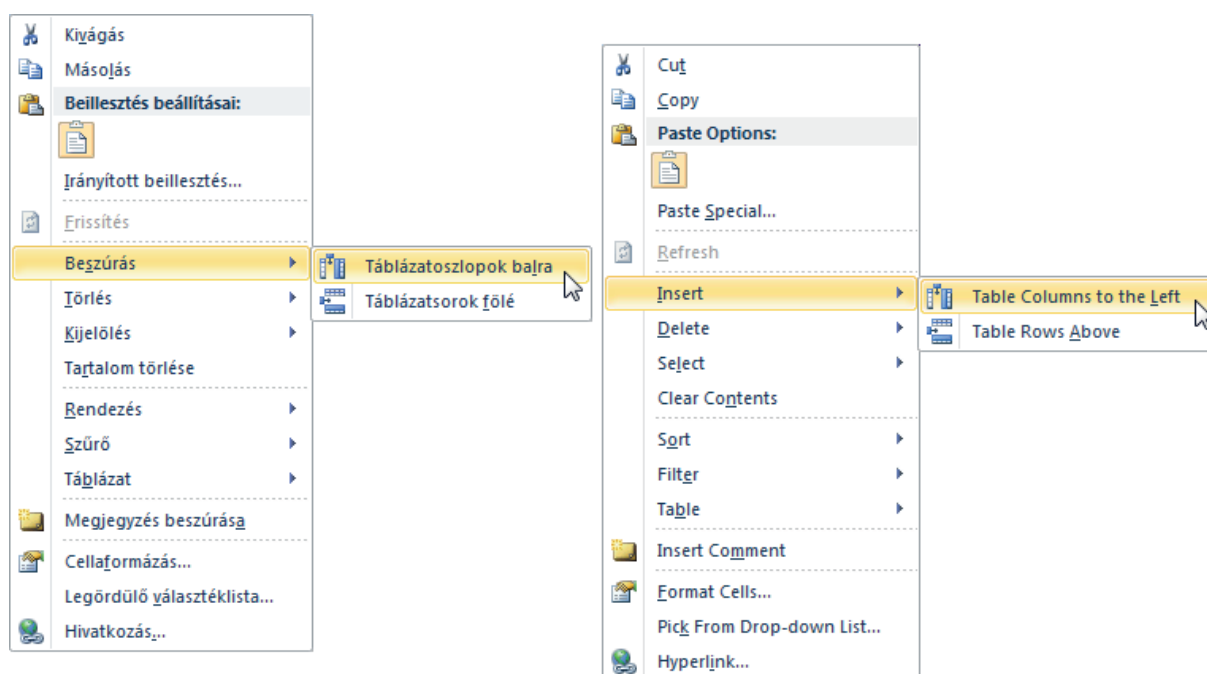 Kivágás
Másolás
Beillesztés beállításai:
Irányított beillesztés...
Frissítés
Beszúrás
Táblázatoszlopok balra
Táblázatsorok fölé
Törlés
Kijelölés
Tartalom törlése
Rendezés
Szűrő
Táblázat
Megjegyzés beszúrása
Cellaformázás...
Legördülő választéklista...
Hivatkozás...
Cut
Copy
Paste Options:
Paste Special...
Refresh
Insert
Table Columns to the Left
Table Rows Above
Delete
Select
Clear Contents
Sort
Filter
Table
Insert Comment
Format Cells...
Pick From Drop-down List...
Hyperlink...